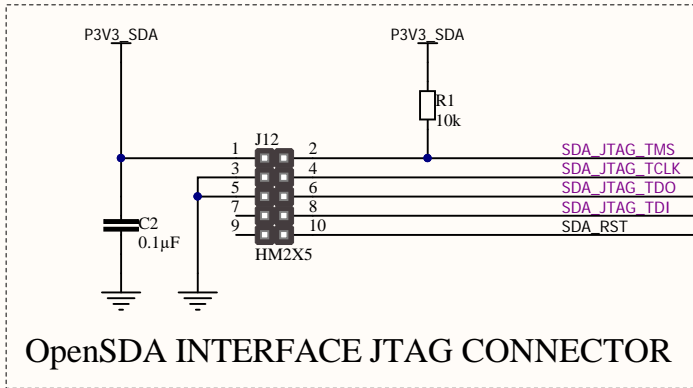 P3V3_SDA P3V3_SDA
R1
10k
J12
1 2 SDA_JTAG_TMS
3 4 SDA_JTAG_TCLK
5 6 SDA_JTAG_TDO
7 8 SDA_JTAG_TDI
9 10 SDA_RST
C2
0.1µF
HM2X5
OpenSDA INTERFACE JTAG CONNECTOR